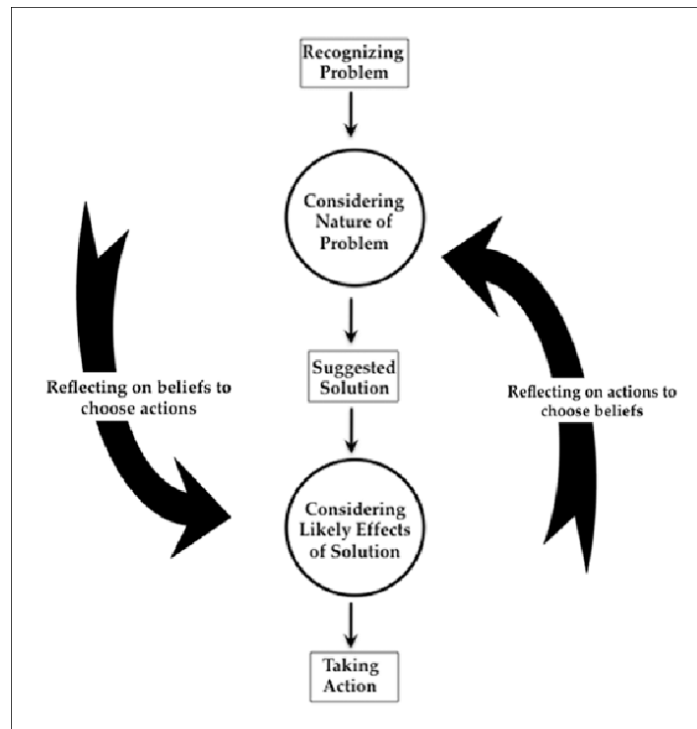 Recognizing
Problem
Considering
Nature of
Problem
Suggested
Solution
Reflecting on beliefs to
choose actions
Reflecting on actions to
choose beliefs
Considering
Likely Effects
of Solution
Taking
Action